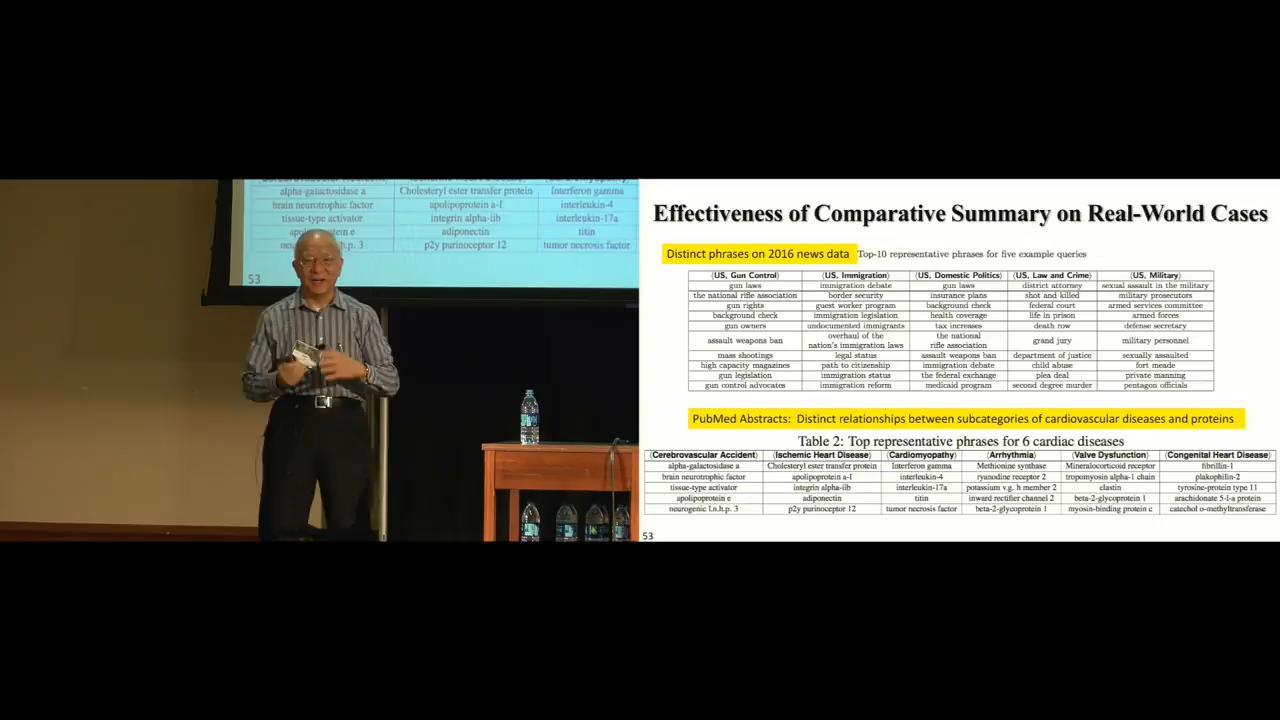 alpha-galactosidase a Cholesteryl ester transfer protein Interferon gamma
brain neurotrophic factor apolipoprotein a-I interleukin-4
tissue-type activator integrin alpha-iib interleukin-17a
adiponectin titin
h.p. 3 p2y purinoceptor 12 tumor necrosis factor
53
Effectiveness of Comparative Summary on Real-World Cases
Distinct phrases on 2016 news data Top-10 representative phrases for five example queries
⟨US, Gun Control⟩ ⟨US, Immigration⟩ ⟨US, Domestic Politics⟩ ⟨US, Law and Crime⟩ ⟨US, Military⟩
gun laws immigration debate gun laws district attorney sexual assault in the military
the national rifle association border security insurance plans shot and killed military prosecutors
gun rights guest worker program background check federal court armed services committee
background check immigration legislation health coverage life in prison armed forces
gun owners undocumented immigrants tax increases death row defense secretary
assault weapons ban overhaul of the nation's immigration laws the national rifle association grand jury military personnel
mass shootings legal status assault weapons ban department of justice sexually assaulted
high capacity magazines path to citizenship immigration debate child abuse fort meade
gun legislation immigration status the federal exchange plea deal private manning
gun control advocates immigration reform medicaid program second degree murder pentagon officials
PubMed Abstracts: Distinct relationships between subcategories of cardiovascular diseases and proteins
Table 2: Top representative phrases for 6 cardiac diseases
⟨Cerebrovascular Accident⟩ ⟨Ischemic Heart Disease⟩ ⟨Cardiomyopathy⟩ ⟨Arrhythmia⟩ ⟨Valve Dysfunction⟩ ⟨Congenital Heart Disease⟩
alpha-galactosidase a Cholesteryl ester transfer protein Interferon gamma Methionine synthase Mineralocorticoid receptor fibrillin-1
brain neurotrophic factor apolipoprotein a-I interleukin-4 ryanodine receptor 2 tropomyosin alpha-1 chain plakophilin-2
tissue-type activator integrin alpha-iib interleukin-17a potassium v.g. h member 2 elastin tyrosine-protein type 11
apolipoprotein e adiponectin titin inward rectifier channel 2 beta-2-glycoprotein 1 arachidonate 5-l-a protein
neurogenic l.n.h.p. 3 p2y purinoceptor 12 tumor necrosis factor beta-2-glycoprotein 1 myosin-binding protein c catechol o-methyltransferase
53